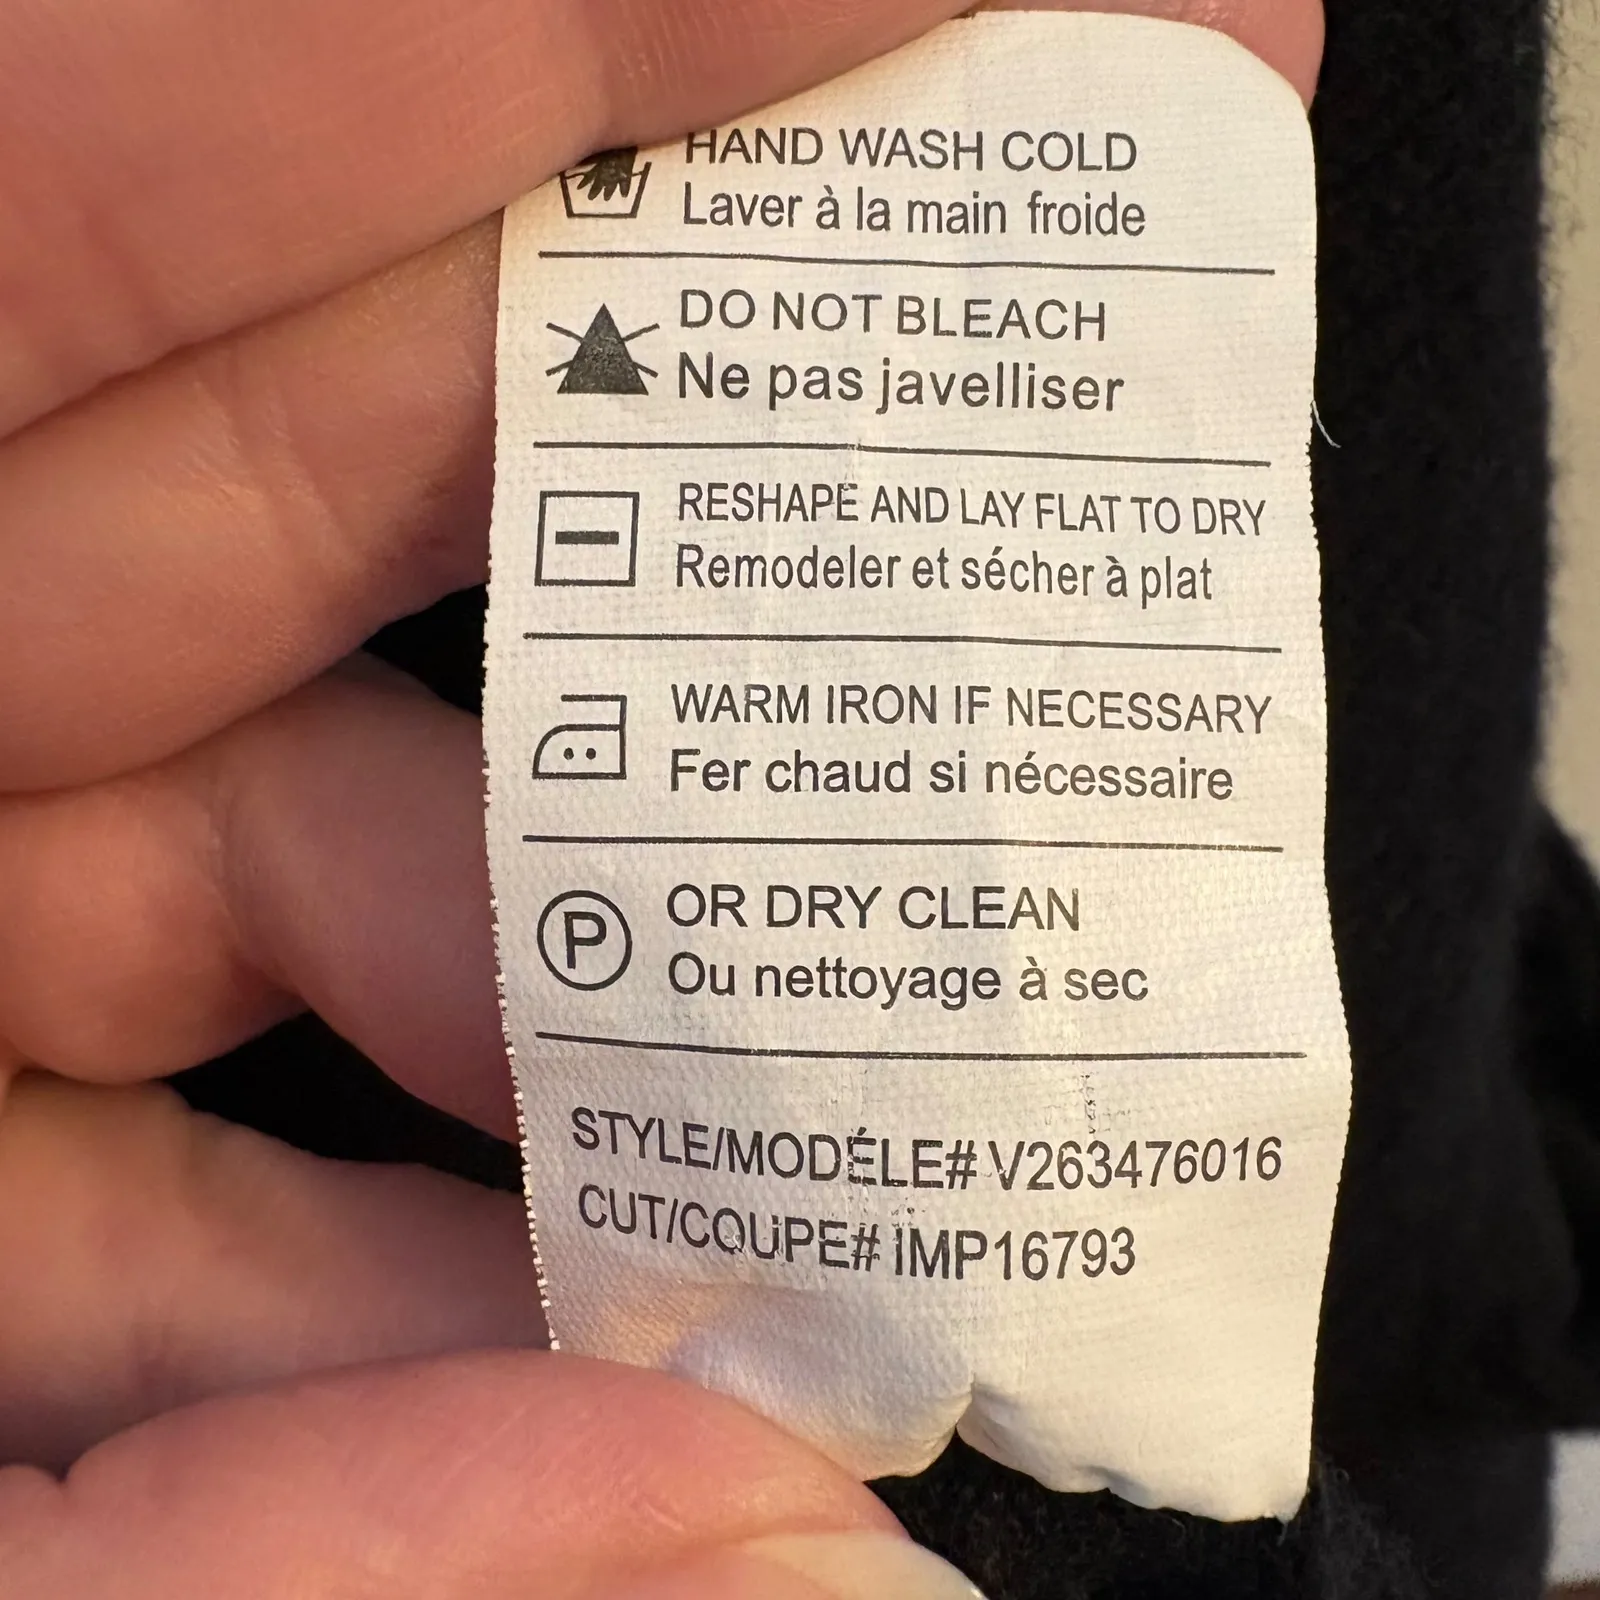 HAND WASH COLD
Laver à la main froide
DO NOT BLEACH
Ne pas javelliser
RESHAPE AND LAY FLAT TO DRY
Remodeler et sécher à plat
WARM IRON IF NECESSARY
Fer chaud si nécessaire
P
OR DRY CLEAN
Ou nettoyage à sec
STYLE/MODÉLE# V263476016
CUT/COUPE# IMP16793